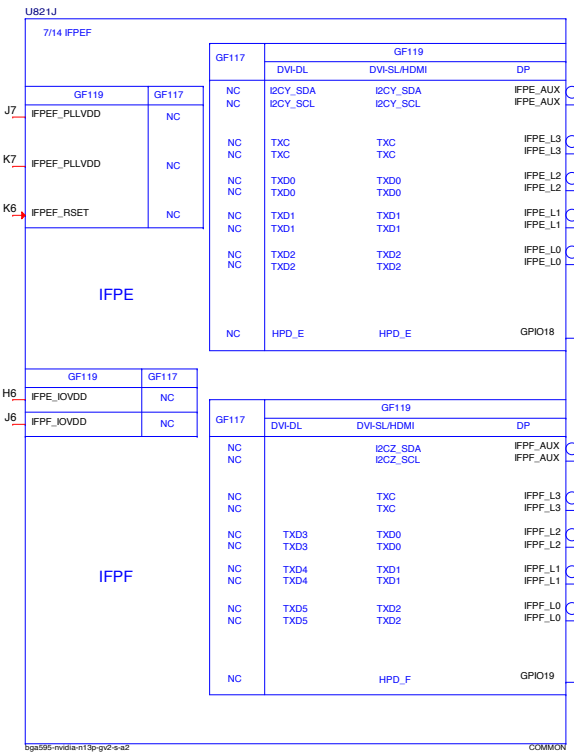 U821J
7/14 IFPEF
GF117 GF119
DVI-DL DVI-SL/HDMI DP
NC I2CY_SDA I2CY_SDA IFPE_AUX
NC I2CY_SCL I2CY_SCL IFPE_AUX
GF119 GF117
J7 IFPEF_PLLVDD NC
NC TXC TXC IFPE_L3
NC TXC TXC IFPE_L3
K7 IFPEF_PLLVDD NC
NC TXD0 TXD0 IFPE_L2
NC TXD0 TXD0 IFPE_L2
K6 IFPEF_RSET NC
NC TXD1 TXD1 IFPE_L1
NC TXD1 TXD1 IFPE_L1
NC TXD2 TXD2 IFPE_L0
NC TXD2 TXD2 IFPE_L0
IFPE
NC HPD_E HPD_E GPIO18
GF119 GF117
H6 IFPE_IOVDD NC
J6 IFPF_IOVDD NC
GF117 GF119
DVI-DL DVI-SL/HDMI DP
NC I2CZ_SDA IFPF_AUX
NC I2CZ_SCL IFPF_AUX
NC TXC IFPF_L3
NC TXC IFPF_L3
NC TXD3 TXD0 IFPF_L2
NC TXD3 TXD0 IFPF_L2
IFPF
NC TXD4 TXD1 IFPF_L1
NC TXD4 TXD1 IFPF_L1
NC TXD5 TXD2 IFPF_L0
NC TXD5 TXD2 IFPF_L0
NC HPD_F GPIO19
bga595-nvidia-n13p-gv2-s-a2 COMMON